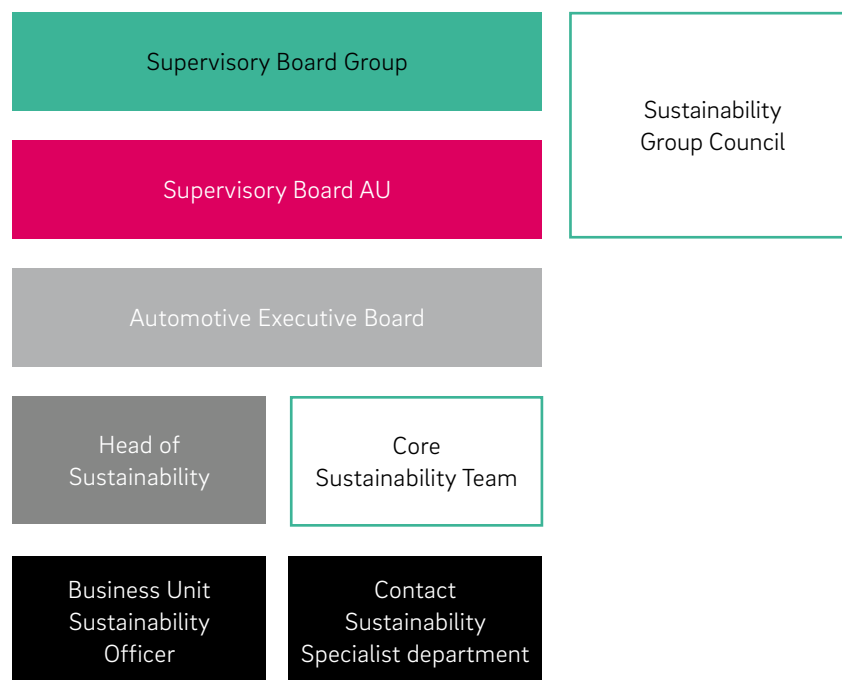 Supervisory Board Group
Sustainability
Group Council
Supervisory Board AU
Automotive Executive Board
Head of
Sustainability
Core
Sustainability Team
Business Unit
Sustainability
Officer
Contact
Sustainability
Specialist department